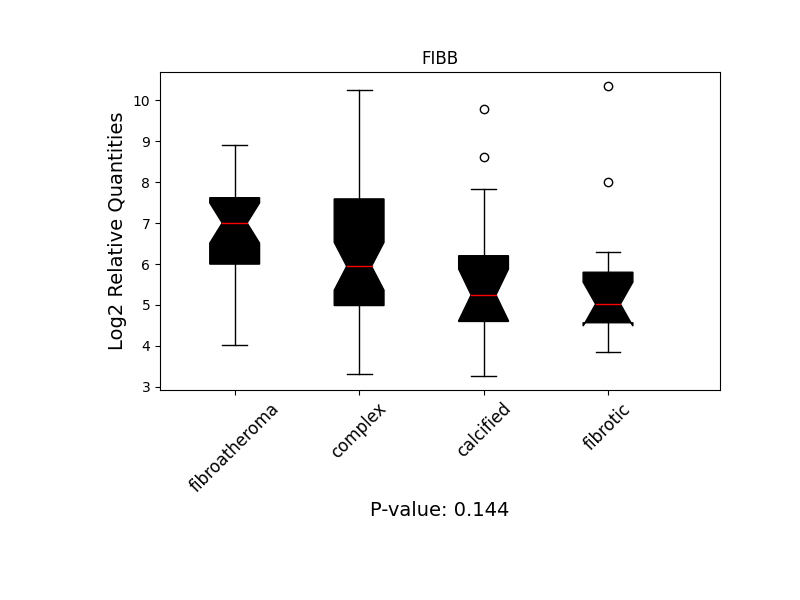 FIBB
Log2 Relative Quantities
10
9
8
7
6
5
4
3
fibroatheroma
complex
calcified
fibrotic
P-value: 0.144